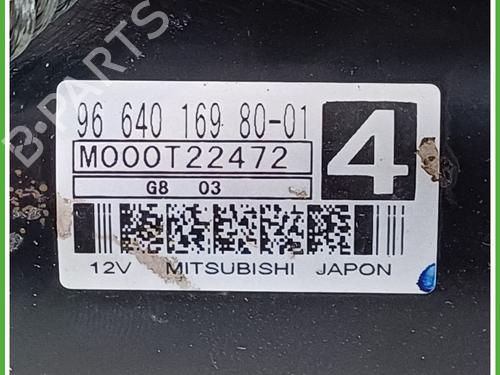 B-PARTS
96 640 169 80-01
4
M000T22472
G8 03
12V MITSUBISHI JAPON